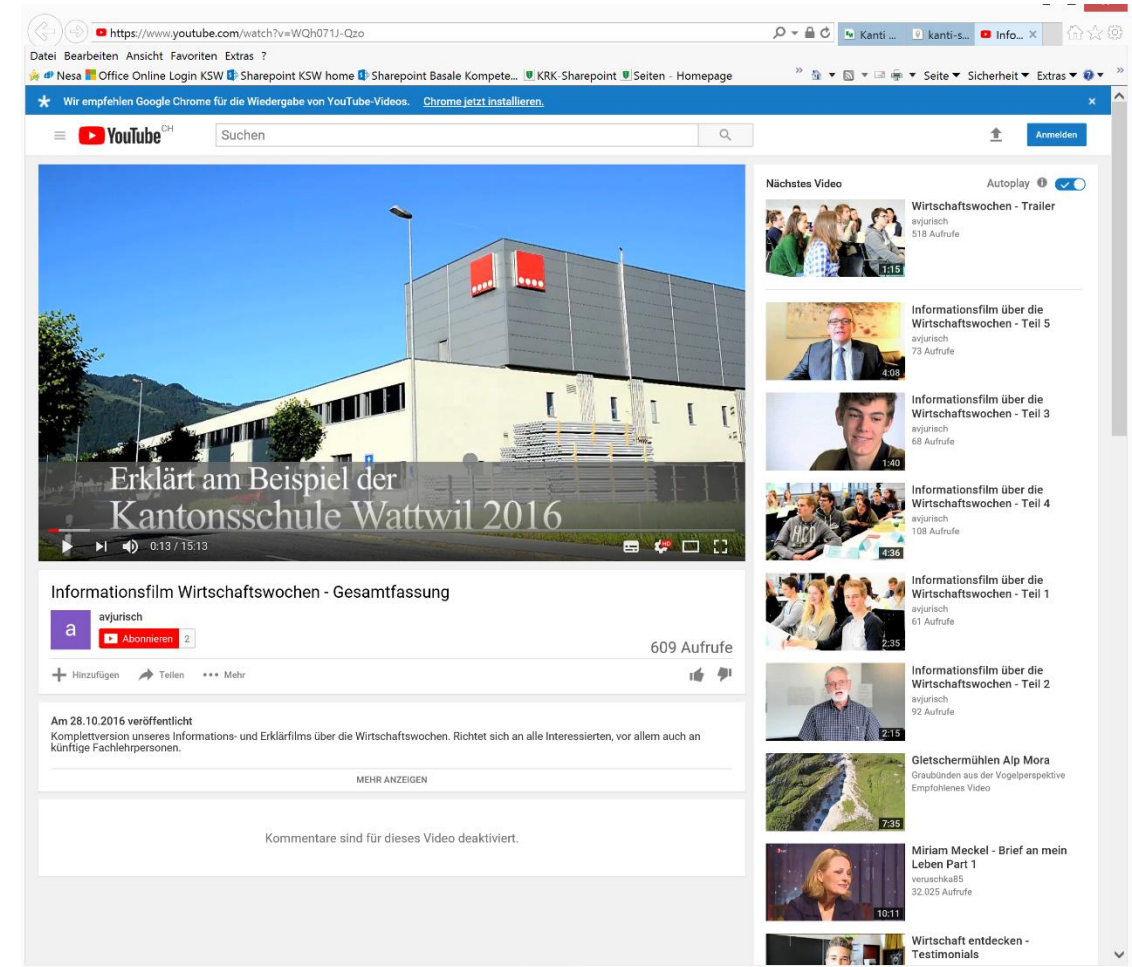 https://www.youtube.com/watch?v=WQh071J-Qzo
Kanti ...
kanti-s...
Info...
Datei Bearbeiten Ansicht Favoriten Extras ?
Nesa Office Online Login KSW Sharepoint KSW home Sharepoint Basale Kompete... KRK-Sharepoint Seiten - Homepage
Seite Sicherheit Extras
Wir empfehlen Google Chrome für die Wiedergabe von YouTube-Videos. Chrome jetzt installieren.
YouTube CH
Suchen
Anmelden
Erklärt am Beispiel der
Kantonsschule Wattwil 2016
0:13 / 15:13
HD
Informationsfilm Wirtschaftswochen - Gesamtfassung
a
avjurisch
Abonnieren 2
609 Aufrufe
Hinzufügen Teilen Mehr
Am 28.10.2016 veröffentlicht
Komplettversion unseres Informations- und Erklärfilms über die Wirtschaftswochen. Richtet sich an alle Interessierten, vor allem auch an
künftige Fachlehrpersonen.
MEHR ANZEIGEN
Kommentare sind für dieses Video deaktiviert.
Nächstes Video
Autoplay
Wirtschaftswochen - Trailer
avjurisch
518 Aufrufe
1:15
Informationsfilm über die
Wirtschaftswochen - Teil 5
avjurisch
73 Aufrufe
4:08
Informationsfilm über die
Wirtschaftswochen - Teil 3
avjurisch
68 Aufrufe
1:40
Informationsfilm über die
Wirtschaftswochen - Teil 4
avjurisch
108 Aufrufe
4:36
Informationsfilm über die
Wirtschaftswochen - Teil 1
avjurisch
61 Aufrufe
2:35
Informationsfilm über die
Wirtschaftswochen - Teil 2
avjurisch
92 Aufrufe
2:15
Gletschermühlen Alp Mora
Graubünden aus der Vogelperspektive
Empfohlenes Video
7:35
Miriam Meckel - Brief an mein
Leben Part 1
veruschka85
32.025 Aufrufe
10:11
Wirtschaft entdecken -
Testimonials